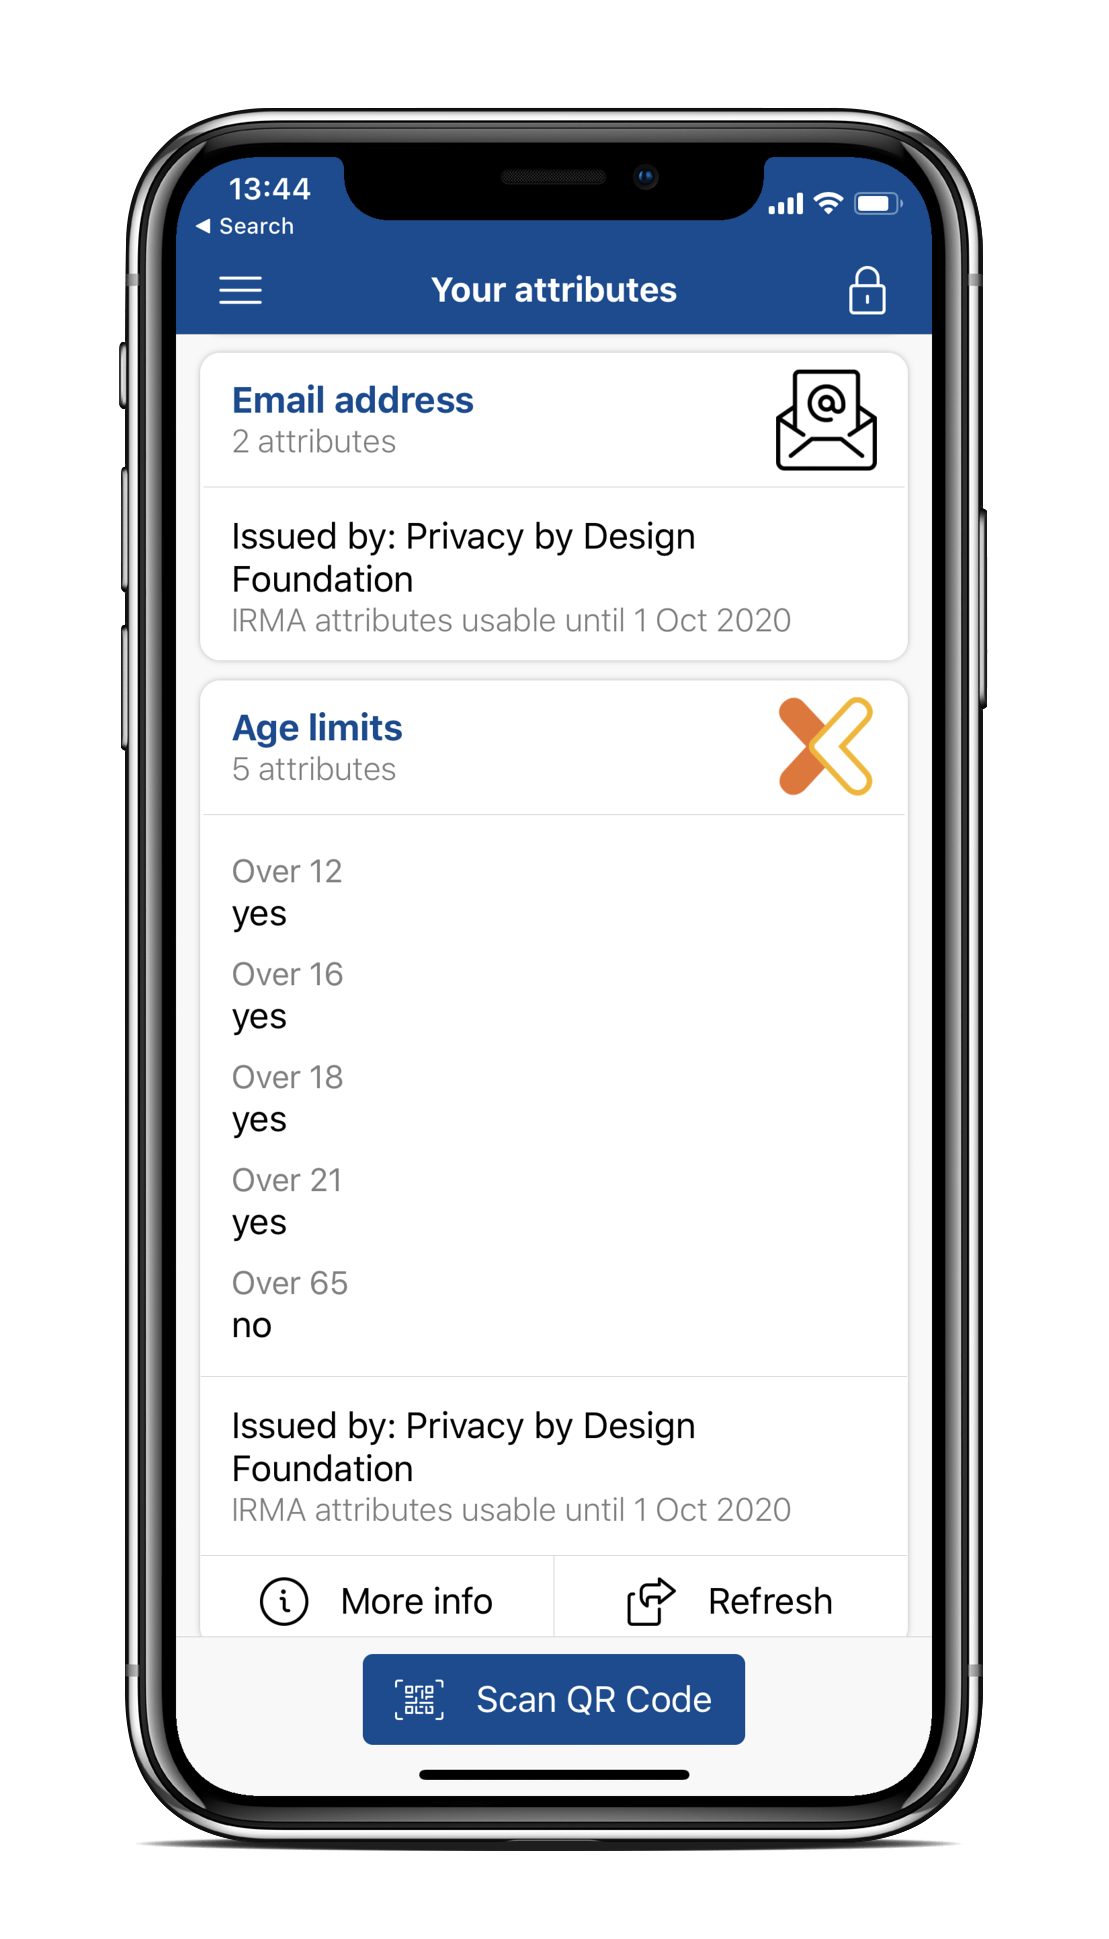 13:44
◀ Search
Your attributes
Email address
2 attributes
Issued by: Privacy by Design
Foundation
IRMA attributes usable until 1 Oct 2020
Age limits
5 attributes
Over 12
yes
Over 16
yes
Over 18
yes
Over 21
yes
Over 65
no
Issued by: Privacy by Design
Foundation
IRMA attributes usable until 1 Oct 2020
More info
Refresh
Scan QR Code